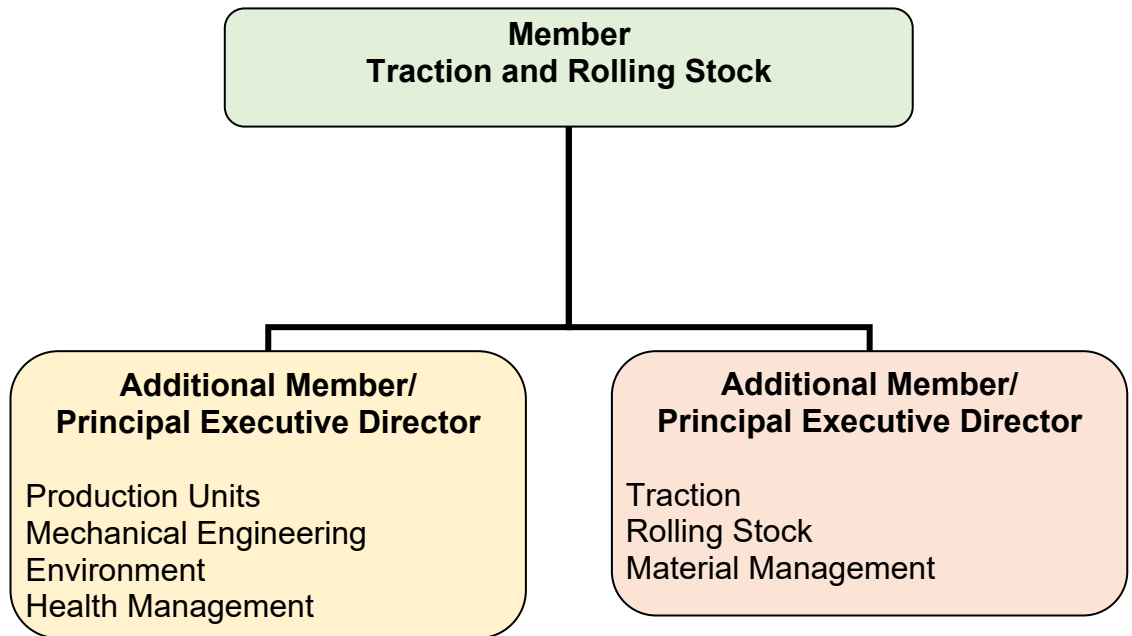 Member
Traction and Rolling Stock
Additional Member/
Principal Executive Director
Production Units
Mechanical Engineering
Environment
Health Management
Additional Member/
Principal Executive Director
Traction
Rolling Stock
Material Management